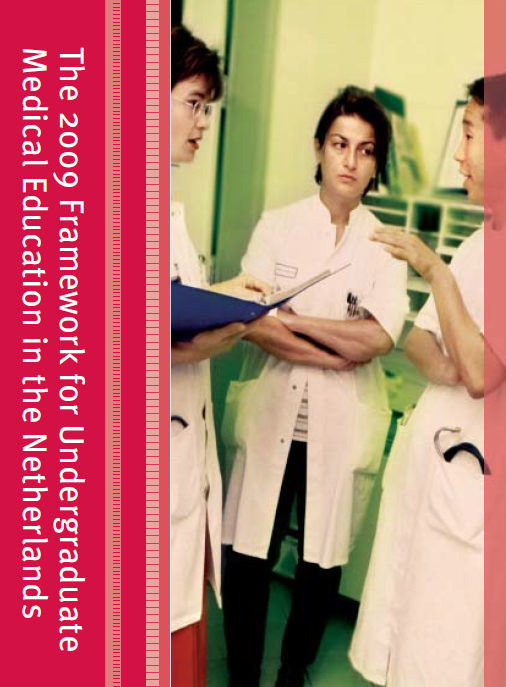 The 2009 Framework for Undergraduate
Medical Education in the Netherlands